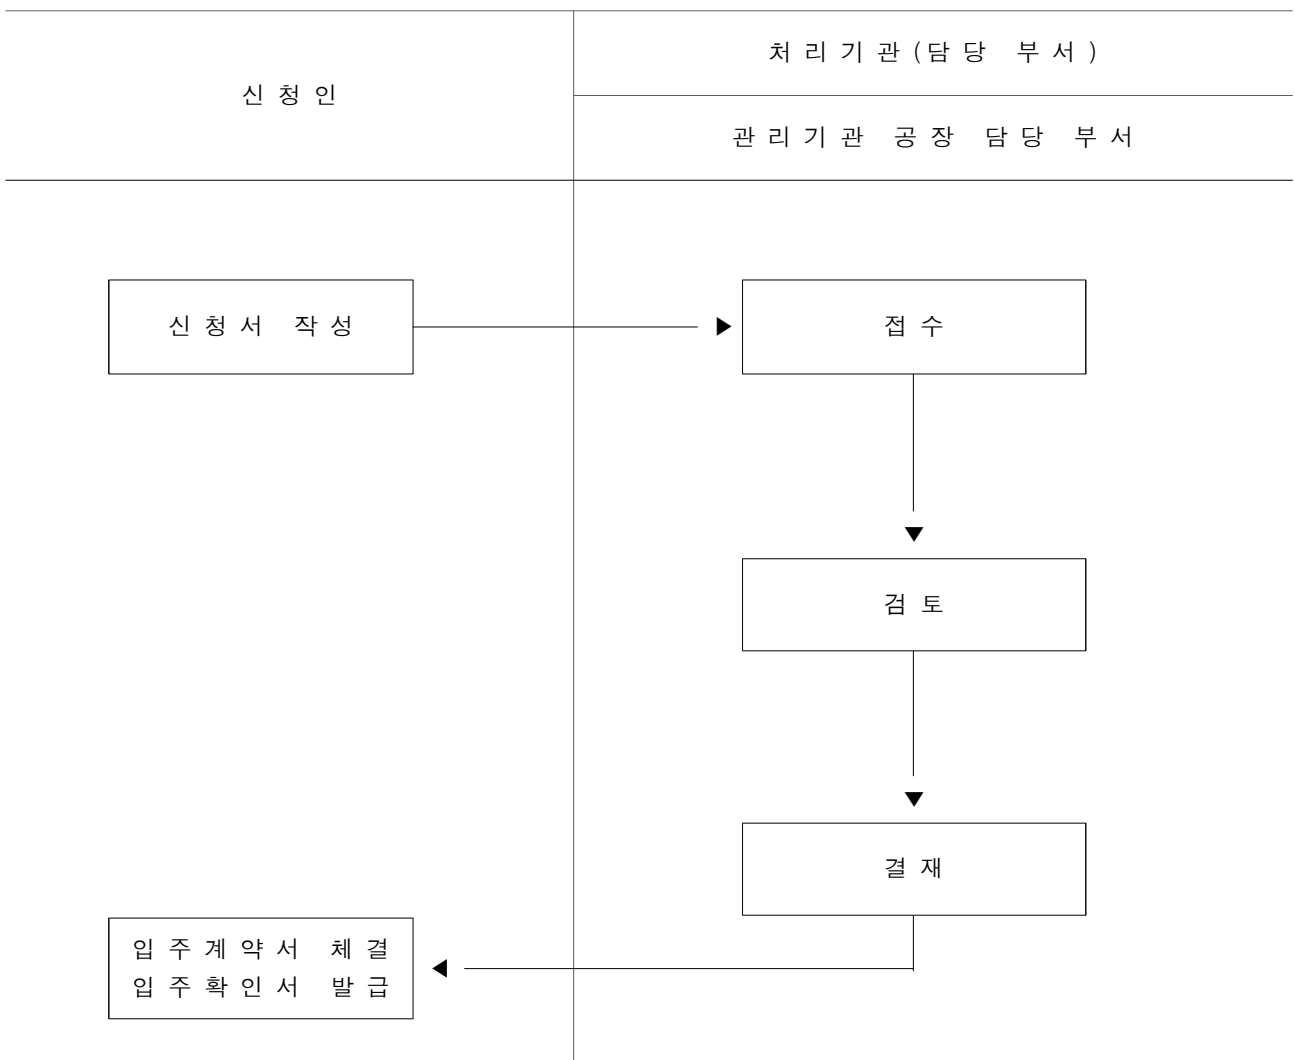 신청인
처리기관(담당 부서)
관리기관 공장 담당 부서
신청서 작성
접수
검토
결재
입주계약서 체결
입주확인서 발급